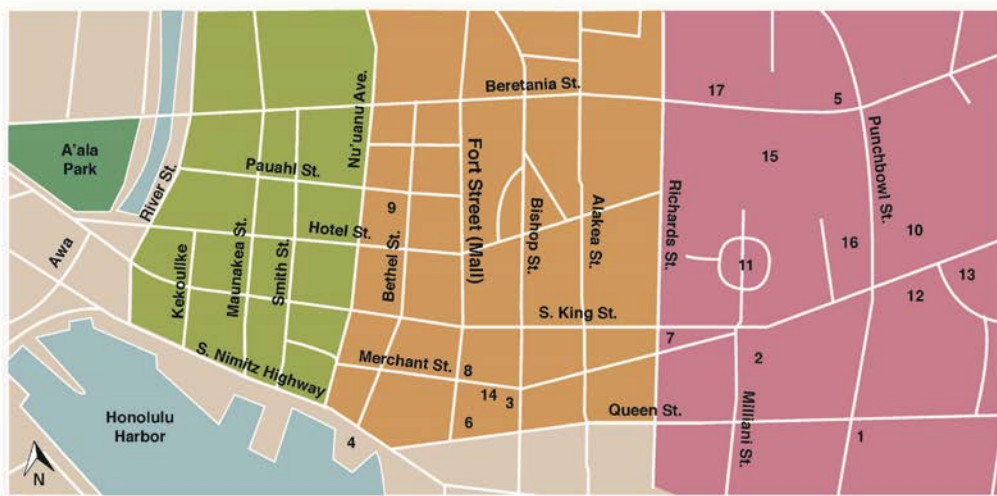 Beretania St.
17
5
A'ala
Park
River St.
Pauahl St.
Nu'uanu Ave.
Fort Street (Mall)
Punchbowl St.
15
9
Hotel St.
Awa
Kekoulike
Maunakea St.
Smith St.
Bethel St.
Bishop St.
Alakea St.
Richards St.
16
10
11
13
12
S. King St.
7
2
S. Nimitz Highway
Merchant St.
8
14
3
6
Queen St.
Milliani St.
1
Honolulu
Harbor
4
N